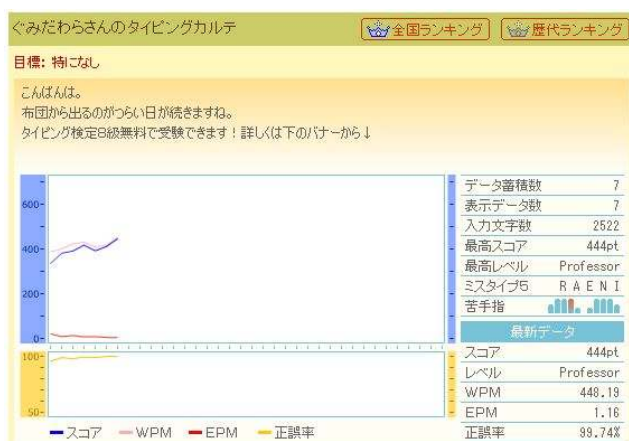 ぐみだわらさんのタイピングカルテ
全国ランキング
歴代ランキング
目標: 特になし
こんばんは。
布団から出るのがつらい日が続きますね。
タイピング検定8級無料で受験できます！詳しくは下のバナーから↓
600
400
200
0
100
50
スコア WPM EPM 正誤率
データ蓄積数 7
表示データ数 7
入力文字数 2522
最高スコア 444pt
最高レベル Professor
ミスタイプ5 R A E N I
苦手指
最新データ
スコア 444pt
レベル Professor
WPM 448.19
EPM 1.16
正誤率 99.74%